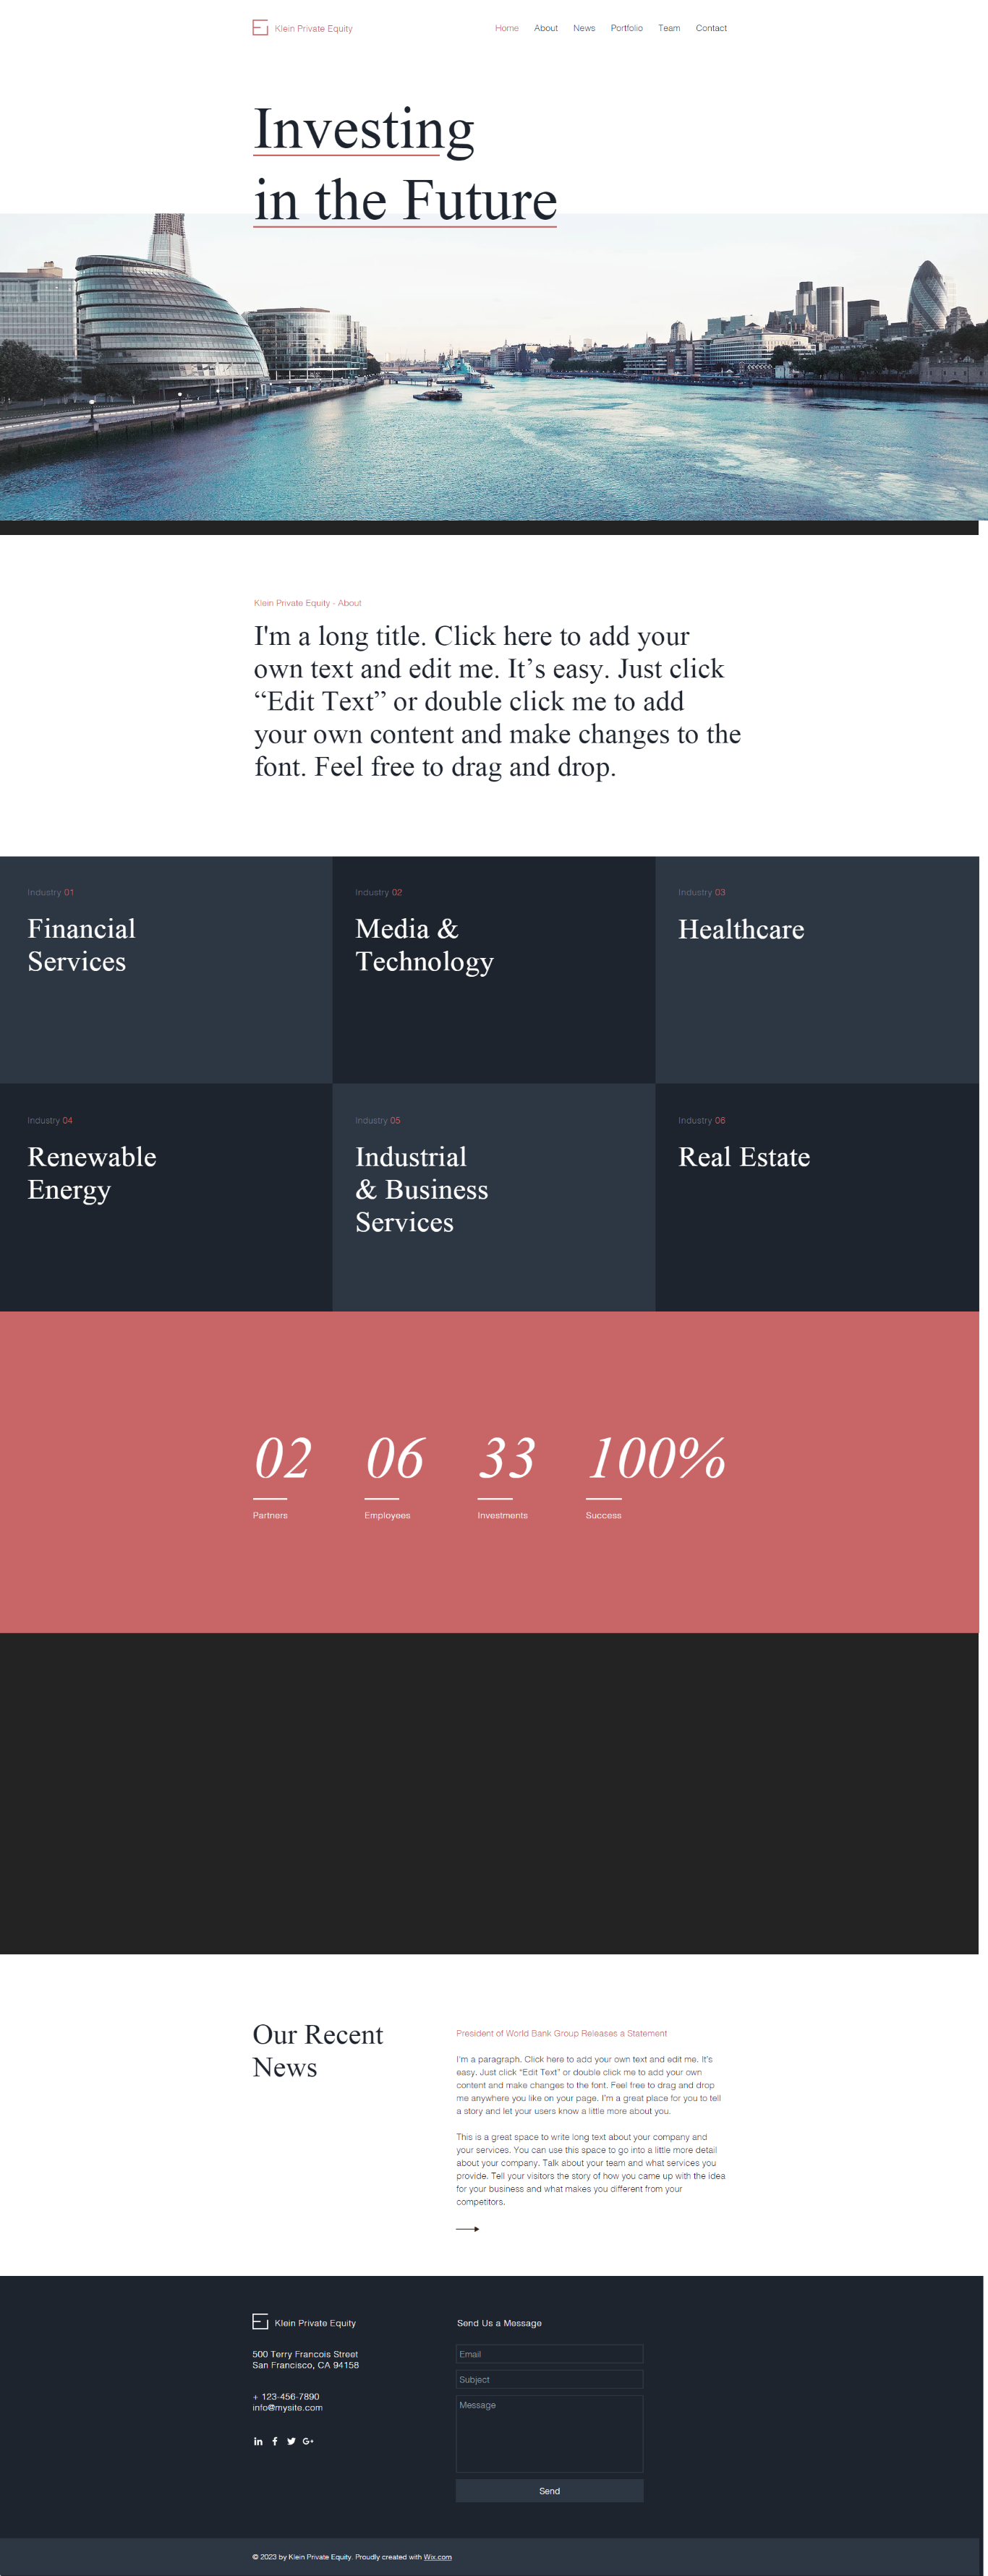 Klein Private Equity
Home About News Portfolio Team Contact
Investing
in the Future
Klein Private Equity - About
I'm a long title. Click here to add your
own text and edit me. It’s easy. Just click
“Edit Text” or double click me to add
your own content and make changes to the
font. Feel free to drag and drop.
Industry 01
Financial
Services
Industry 02
Media &
Technology
Industry 03
Healthcare
Industry 04
Renewable
Energy
Industry 05
Industrial
& Business
Services
Industry 06
Real Estate
02 06 33 100%
Partners Employees Investments Success
Our Recent
News
President of World Bank Group Releases a Statement
I'm a paragraph. Click here to add your own text and edit me. It’s
easy. Just click “Edit Text” or double click me to add your own
content and make changes to the font. Feel free to drag and drop
me anywhere you like on your page. I’m a great place for you to tell
a story and let your users know a little more about you.
This is a great space to write long text about your company and
your services. You can use this space to go into a little more detail
about your company. Talk about your team and what services you
provide. Tell your visitors the story of how you came up with the idea
for your business and what makes you different from your
competitors.
Klein Private Equity
500 Terry Francois Street
San Francisco, CA 94158
+ 123-456-7890
info@mysite.com
in f G+
Send Us a Message
Email
Subject
Message
Send
© 2023 by Klein Private Equity. Proudly created with Wix.com